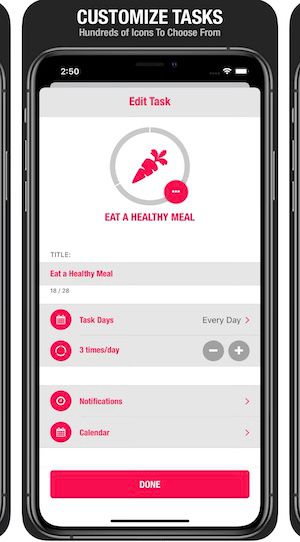 CUSTOMIZE TASKS
Hundreds of Icons To Choose From
2:50
Edit Task
EAT A HEALTHY MEAL
TITLE:
Eat a Healthy Meal
18 / 28
Task Days Every Day
3 times/day
Notifications
Calendar
DONE